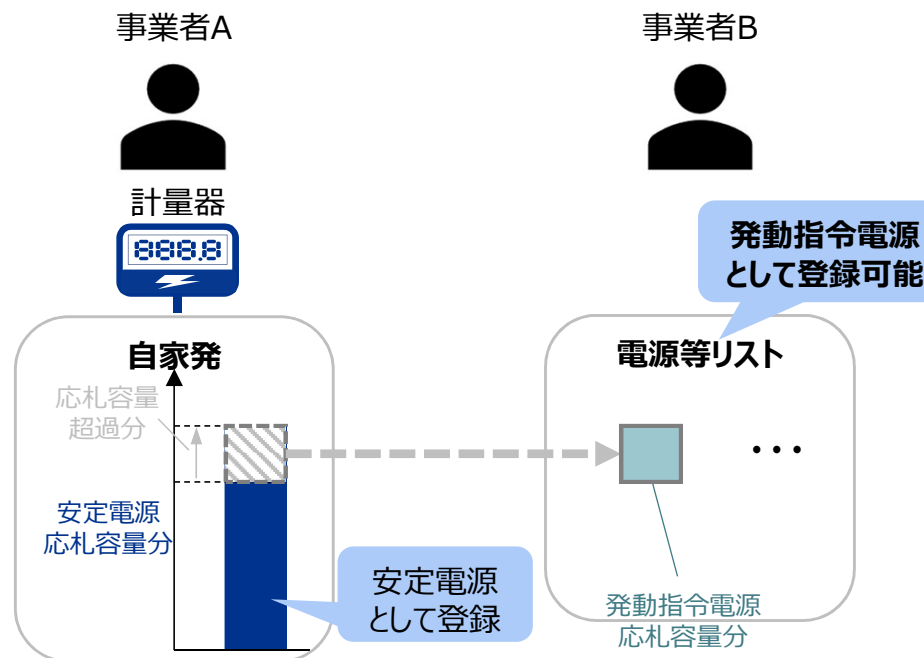 事業者A
事業者B
計量器
888.8
発動指令電源
として登録可能
自家発
電源等リスト
応札容量
超過分
・・・
安定電源
応札容量分
安定電源
として登録
発動指令電源
応札容量分